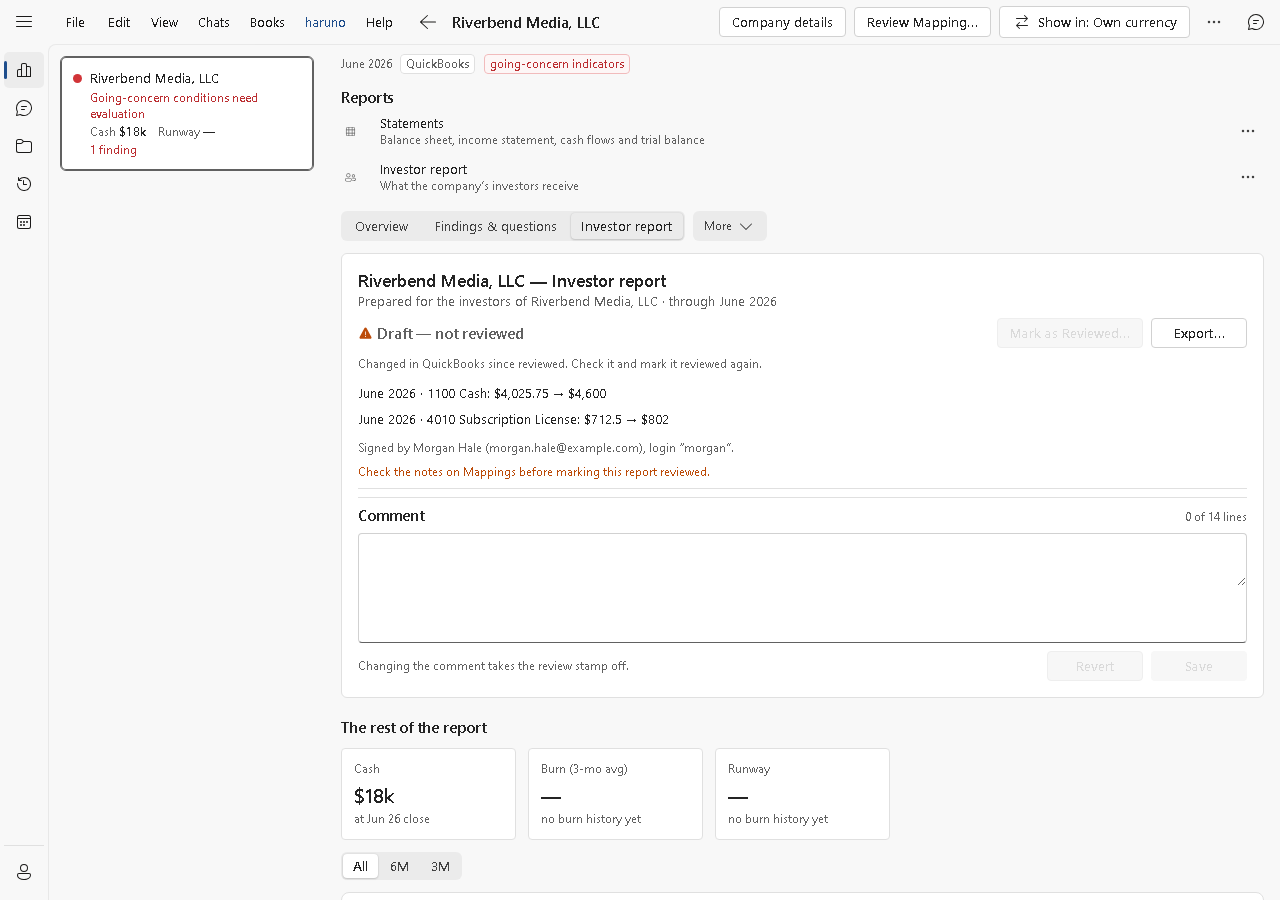 File Edit View Chats Books haruno Help Riverbend Media, LLC Company details Review Mapping... Show in: Own currency
Riverbend Media, LLC
Going-concern conditions need
evaluation
Cash $18k Runway —
1 finding
June 2026 QuickBooks going-concern indicators
Reports
Statements
Balance sheet, income statement, cash flows and trial balance
Investor report
What the company's investors receive
Overview Findings & questions Investor report More
Riverbend Media, LLC — Investor report
Prepared for the investors of Riverbend Media, LLC · through June 2026
Draft — not reviewed Mark as Reviewed... Export...
Changed in QuickBooks since reviewed. Check it and mark it reviewed again.
June 2026 · 1100 Cash: $4,025.75 → $4,600
June 2026 · 4010 Subscription License: $712.5 → $802
Signed by Morgan Hale (morgan.hale@example.com), login "morgan".
Check the notes on Mappings before marking this report reviewed.
Comment 0 of 14 lines
Changing the comment takes the review stamp off. Revert Save
The rest of the report
Cash Burn (3-mo avg) Runway
$18k — —
at Jun 26 close no burn history yet no burn history yet
All 6M 3M